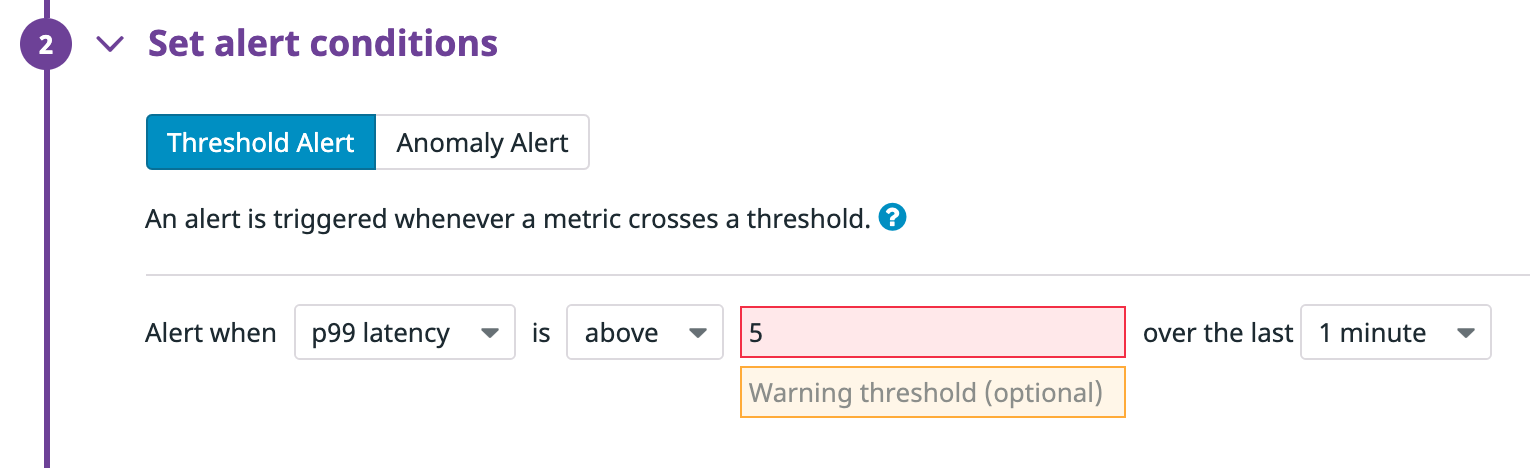 2 Set alert conditions
Threshold Alert Anomaly Alert
An alert is triggered whenever a metric crosses a threshold. ?
Alert when p99 latency is above 5 over the last 1 minute
Warning threshold (optional)